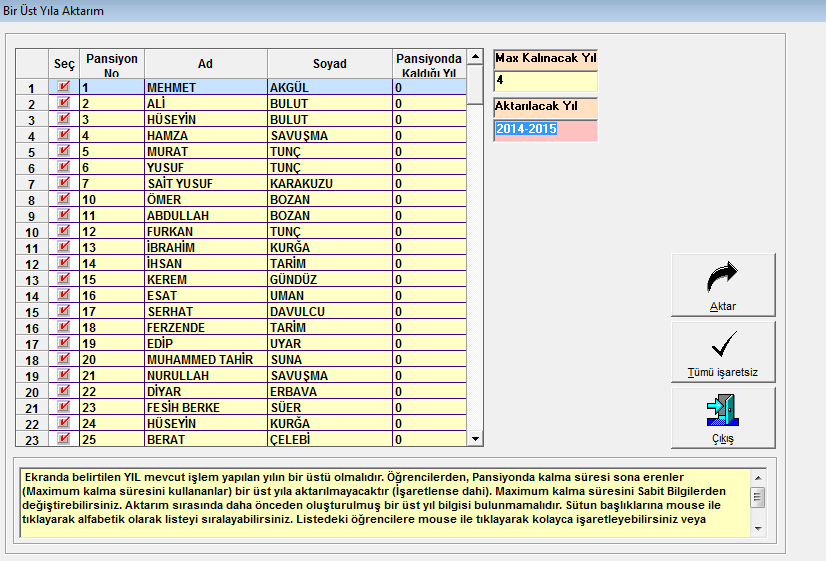 Bir Üst Yıla Aktarım
Seç Pansiyon No Ad Soyad Pansiyonda Kaldığı Yıl
1 1 MEHMET AKGÜL 0
2 2 ALİ BULUT 0
3 3 HÜSEYİN BULUT 0
4 4 HAMZA SAVUŞMA 0
5 5 MURAT TUNÇ 0
6 6 YUSUF TUNÇ 0
7 7 SAİT YUSUF KARAKUZU 0
8 10 ÖMER BOZAN 0
9 11 ABDULLAH BOZAN 0
10 12 FURKAN TUNÇ 0
11 13 İBRAHİM KURĞA 0
12 14 İHSAN TARİM 0
13 15 KEREM GÜNDÜZ 0
14 16 ESAT UMAN 0
15 17 SERHAT DAVULCU 0
16 18 FERZENDE TARİM 0
17 19 EDİP UYAR 0
18 20 MUHAMMED TAHİR SUNA 0
19 21 NURULLAH SAVUŞMA 0
20 22 DİYAR ERBAVA 0
21 23 FESİH BERKE SÜER 0
22 24 HÜSEYİN KURĞA 0
23 25 BERAT ÇELEBİ 0
Max Kalınacak Yıl
4
Aktarılacak Yıl
2014-2015
Aktar
Tümü işaretsiz
Çıkış
Ekranda belirtilen YIL mevcut işlem yapılan yılın bir üstü olmalıdır. Öğrencilerden, Pansiyonda kalma süresi sona erenler
(Maximum kalma süresini kullananlar) bir üst yıla aktarılmayacaktır (İşaretlense dahi). Maximum kalma süresini Sabit Bilgilerden
değiştirebilirsiniz. Aktarım sırasında daha önceden oluşturulmuş bir üst yıl bilgisi bulunmamalıdır. Sütun başlıklarına mouse ile
tıklayarak alfabetik olarak listeyi sıralayabilirsiniz. Listedeki öğrencilere mouse ile tıklayarak kolayca işaretleyebilirsiniz veya